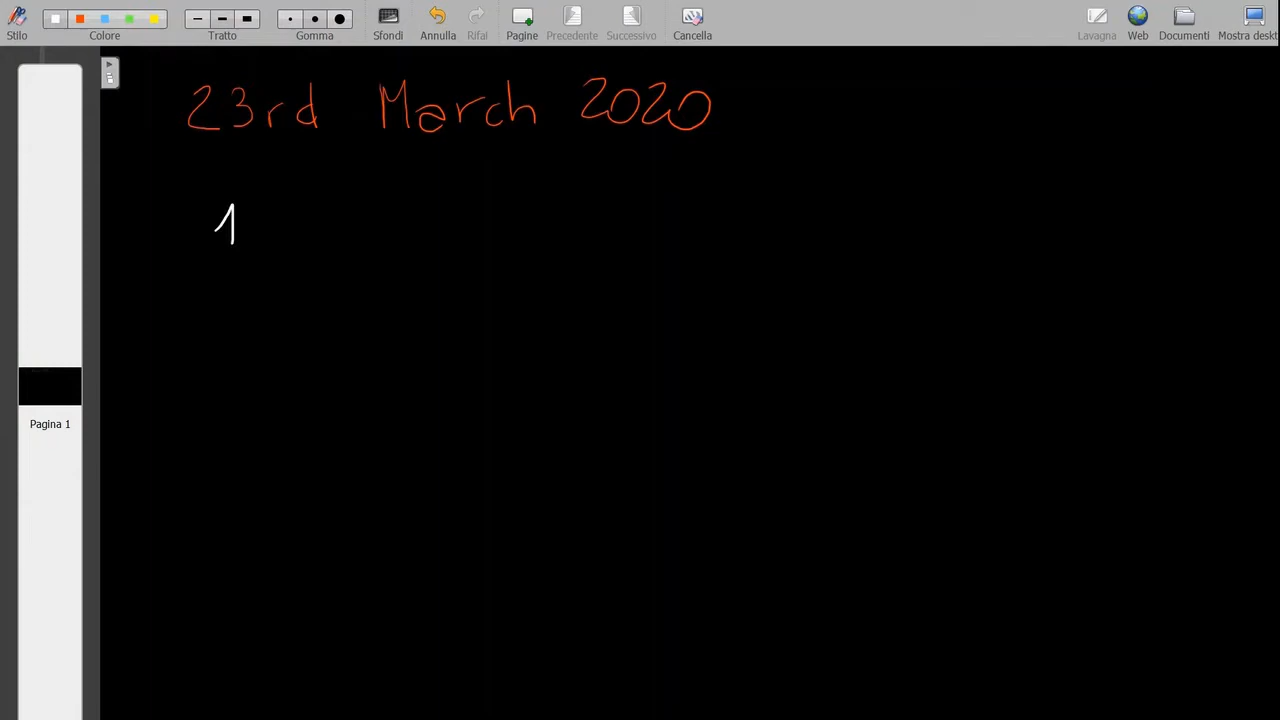 Stilo Colore Tratto Gomma Sfondi Annulla Rifai Pagine Precedente Successivo Cancella Lavagna Web Documenti Mostra deskt
23rd March 2020
1
Pagina 1